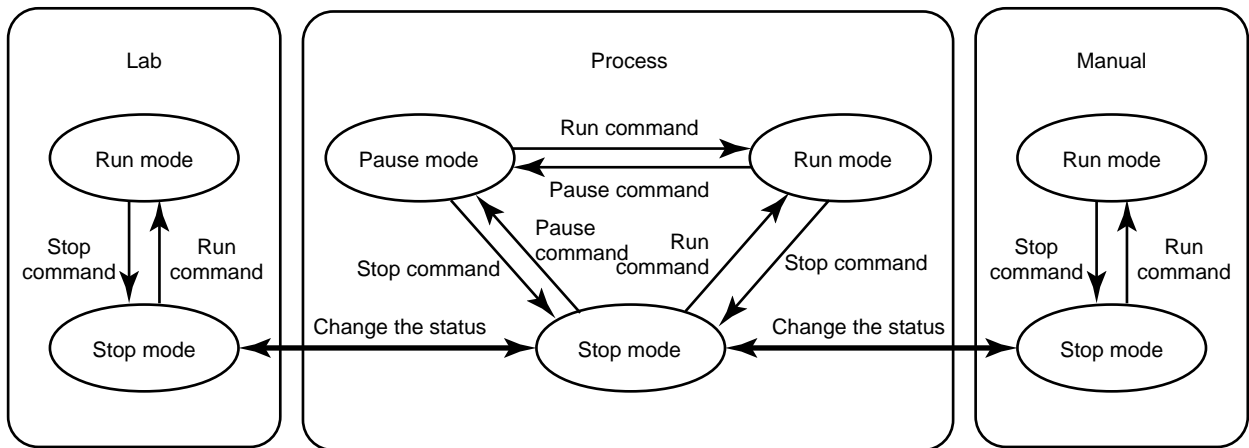 Lab
Process
Manual
Run command
Run mode
Pause mode
Run mode
Run mode
Pause command
Stop
command
Run
command
Stop command
Pause
command
Run
command
Stop command
Stop
command
Run
command
Change the status
Change the status
Stop mode
Stop mode
Stop mode